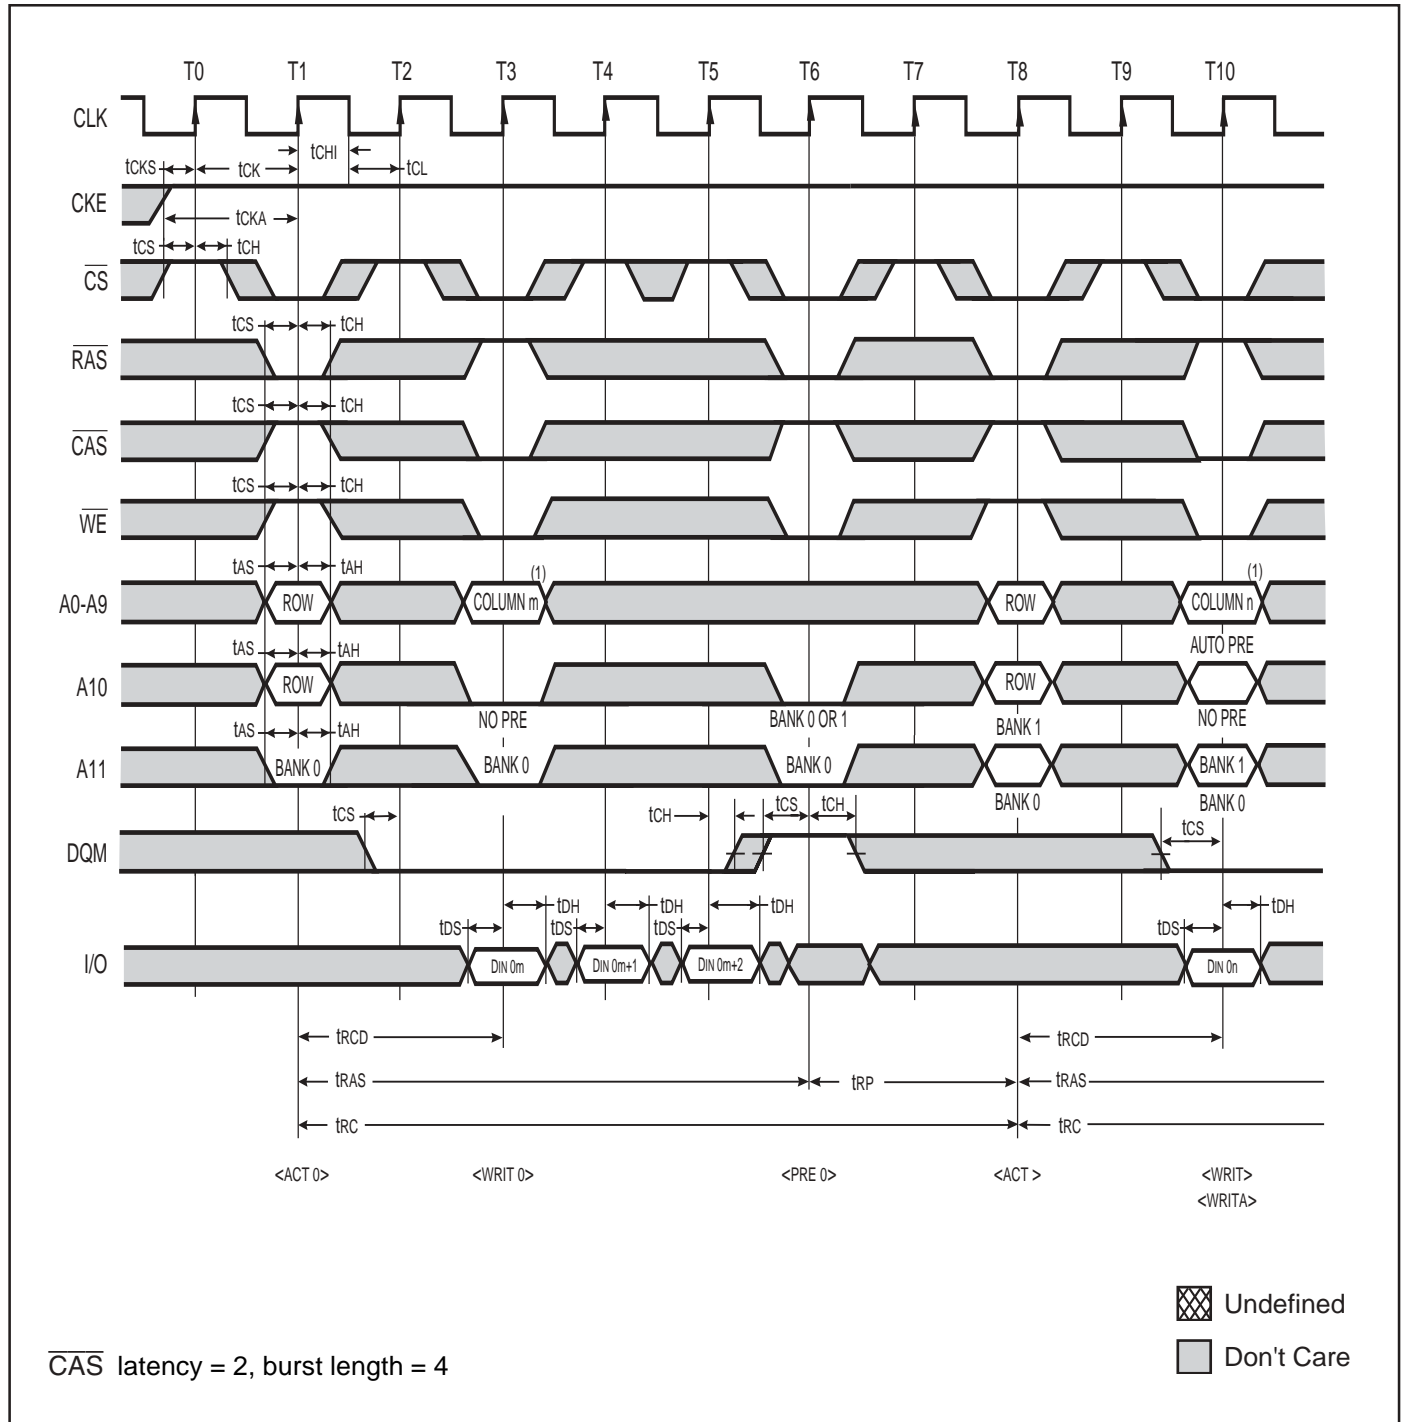 T0 T1 T2 T3 T4 T5 T6 T7 T8 T9 T10
CLK
tCHI
tCKS tCK tCL
CKE
tCKA
tCS tCH
CS
tCS tCH
RAS
tCS tCH
CAS
tCS tCH
WE
tAS tAH
(1) (1)
A0-A9 ROW COLUMN m ROW COLUMN n
tAS tAH AUTO PRE
A10 ROW ROW
NO PRE BANK 0 OR 1 BANK 1 NO PRE
tAS tAH
A11 BANK 0 BANK 0 BANK 0 BANK 1
BANK 0 BANK 0
tCS tCH tCS tCH tCS
DQM
tDH tDH tDH tDH
tDS tDS tDS tDS
I/O DIN 0m DIN 0m+1 DIN 0m+2 DIN 0n
tRCD tRCD
tRAS tRP tRAS
tRC tRC
<ACT 0> <WRIT 0> <PRE 0> <ACT > <WRIT>
<WRITA>
Undefined
Don't Care
CAS latency = 2, burst length = 4